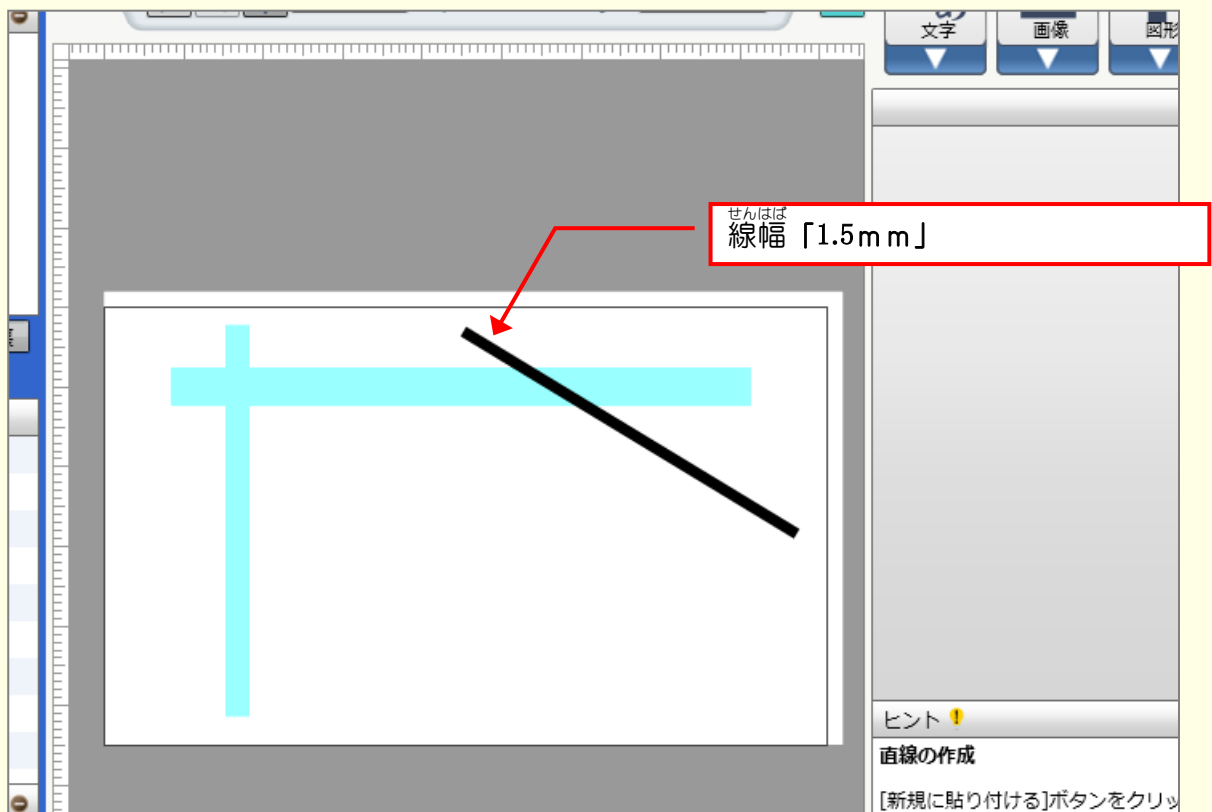 文字
画像
図形
せんはば
線幅「1.5mm」
ヒント
直線の作成
[新規に貼り付ける]ボタンをクリッ